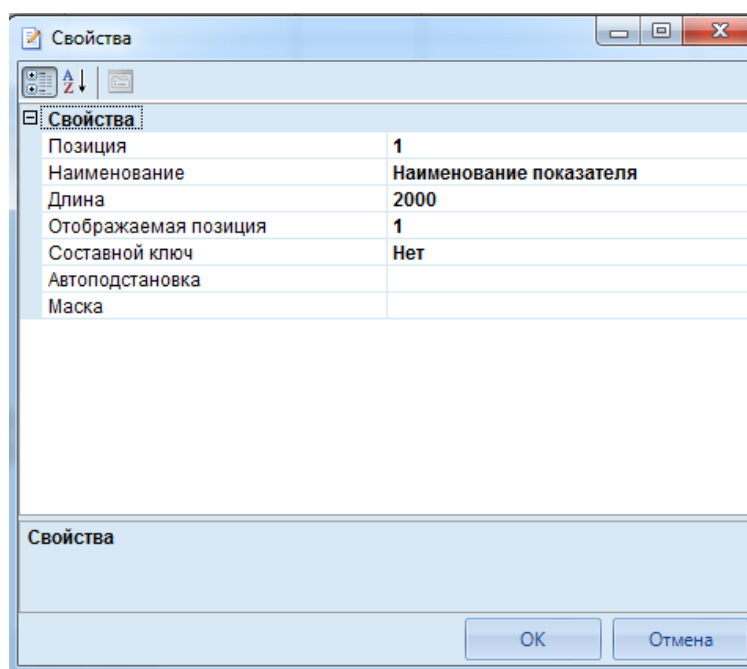 Свойства
Свойства
Позиция 1
Наименование Наименование показателя
Длина 2000
Отображаемая позиция 1
Составной ключ Нет
Автоподстановка
Маска
Свойства
OK Отмена